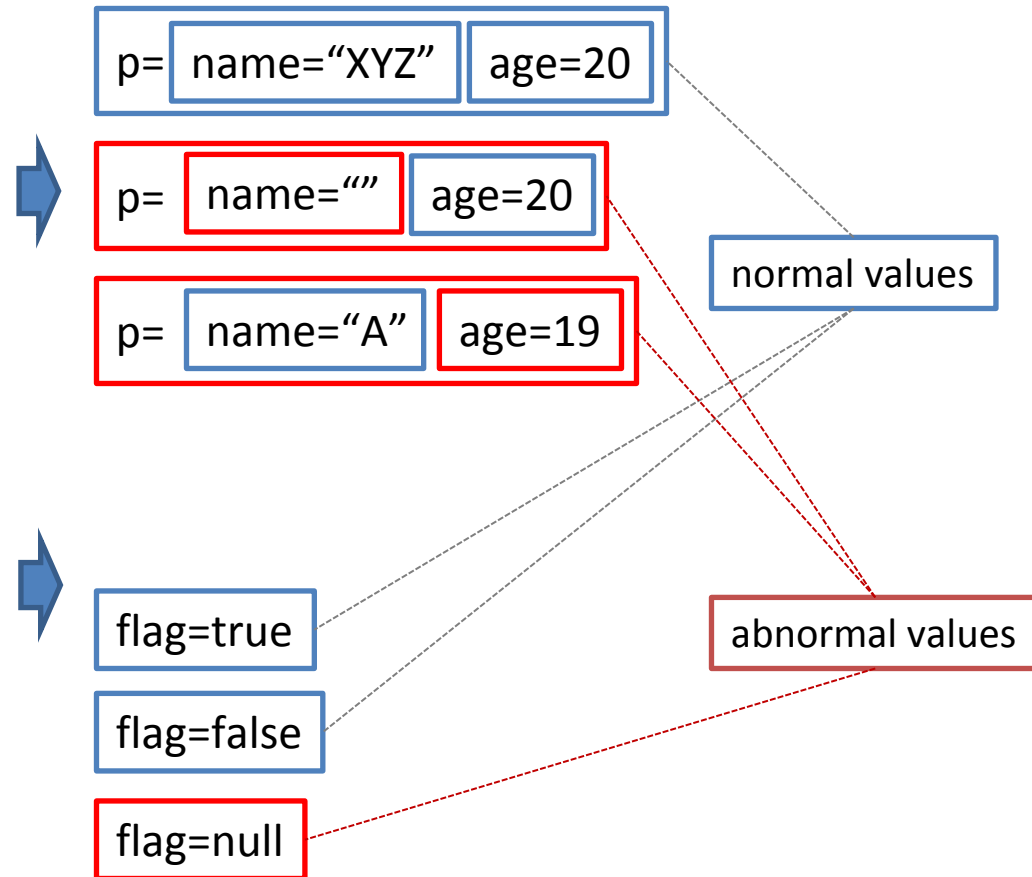 p= name=“XYZ” age=20
p= name=“” age=20
normal values
p= name=“A” age=19
flag=true
abnormal values
flag=false
flag=null